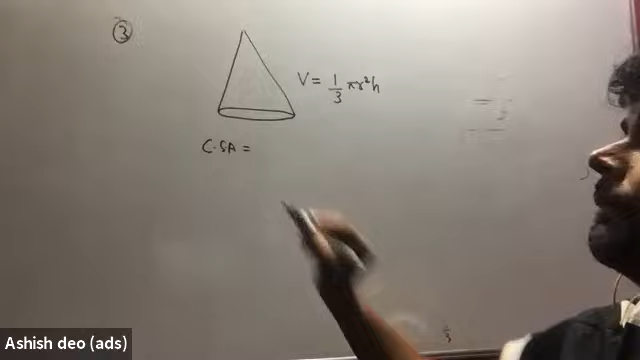 3
V = 1/3 πr²h
C.SA =
Ashish deo (ads)